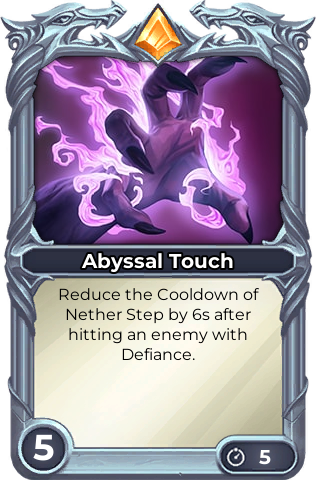 Abyssal Touch
Reduce the Cooldown of
Nether Step by 6s after
hitting an enemy with
Defiance.
5
5